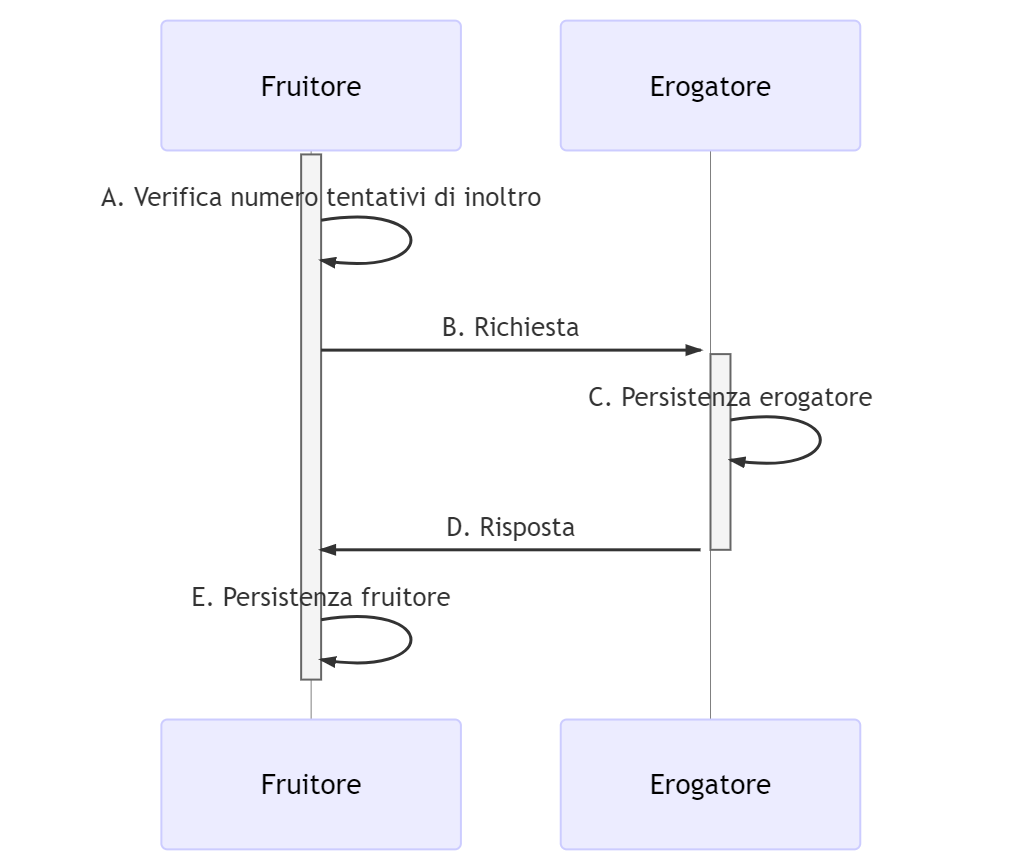 Fruitore
Erogatore
A. Verifica numero tentativi di inoltro
B. Richiesta
C. Persistenza erogatore
D. Risposta
E. Persistenza fruitore
Fruitore
Erogatore